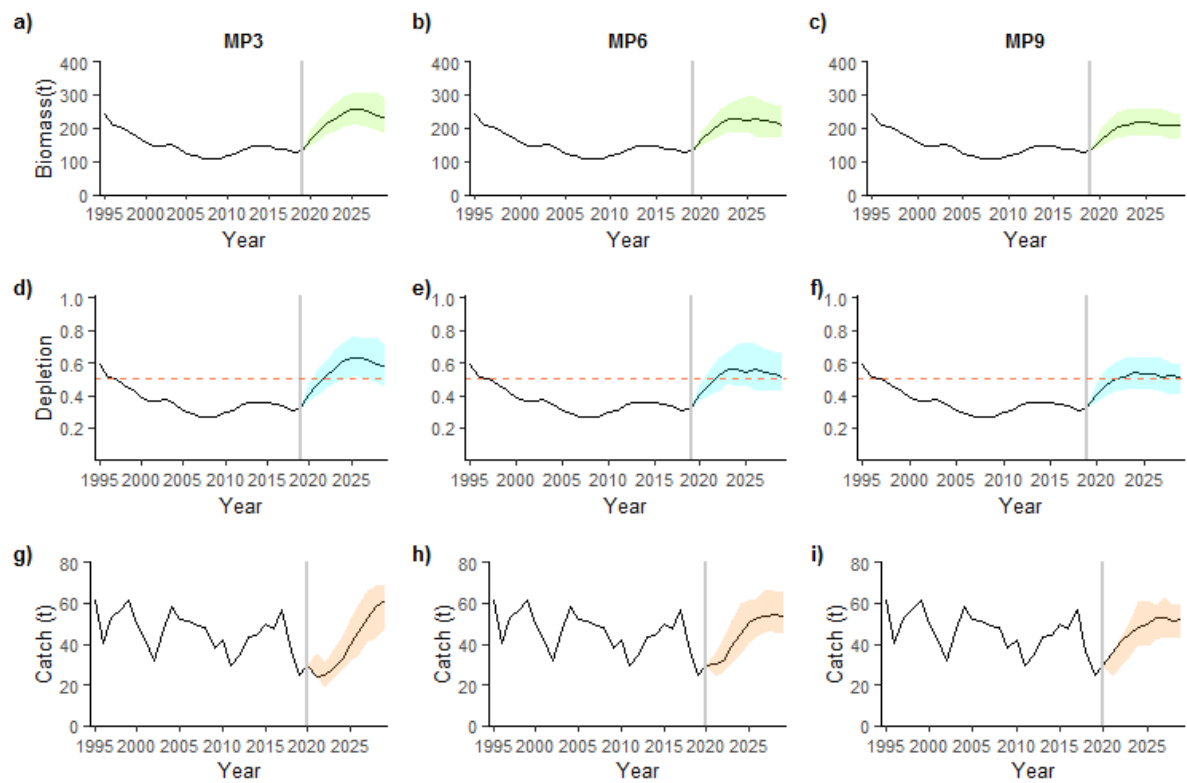 a) b) c)
MP3 MP6 MP9
400 400 400
300 300 300
200 200 200
100 100 100
0 0 0
Biomass(t)
1995 2000 2005 2010 2015 2020 2025 1995 2000 2005 2010 2015 2020 2025 1995 2000 2005 2010 2015 2020 2025
Year Year Year
d) e) f)
1.0 1.0 1.0
0.8 0.8 0.8
0.6 0.6 0.6
0.4 0.4 0.4
0.2 0.2 0.2
Depletion
1995 2000 2005 2010 2015 2020 2025 1995 2000 2005 2010 2015 2020 2025 1995 2000 2005 2010 2015 2020 2025
Year Year Year
g) h) i)
80 80 80
60 60 60
40 40 40
20 20 20
0 0 0
Catch (t) Catch (t) Catch (t)
1995 2000 2005 2010 2015 2020 2025 1995 2000 2005 2010 2015 2020 2025 1995 2000 2005 2010 2015 2020 2025
Year Year Year